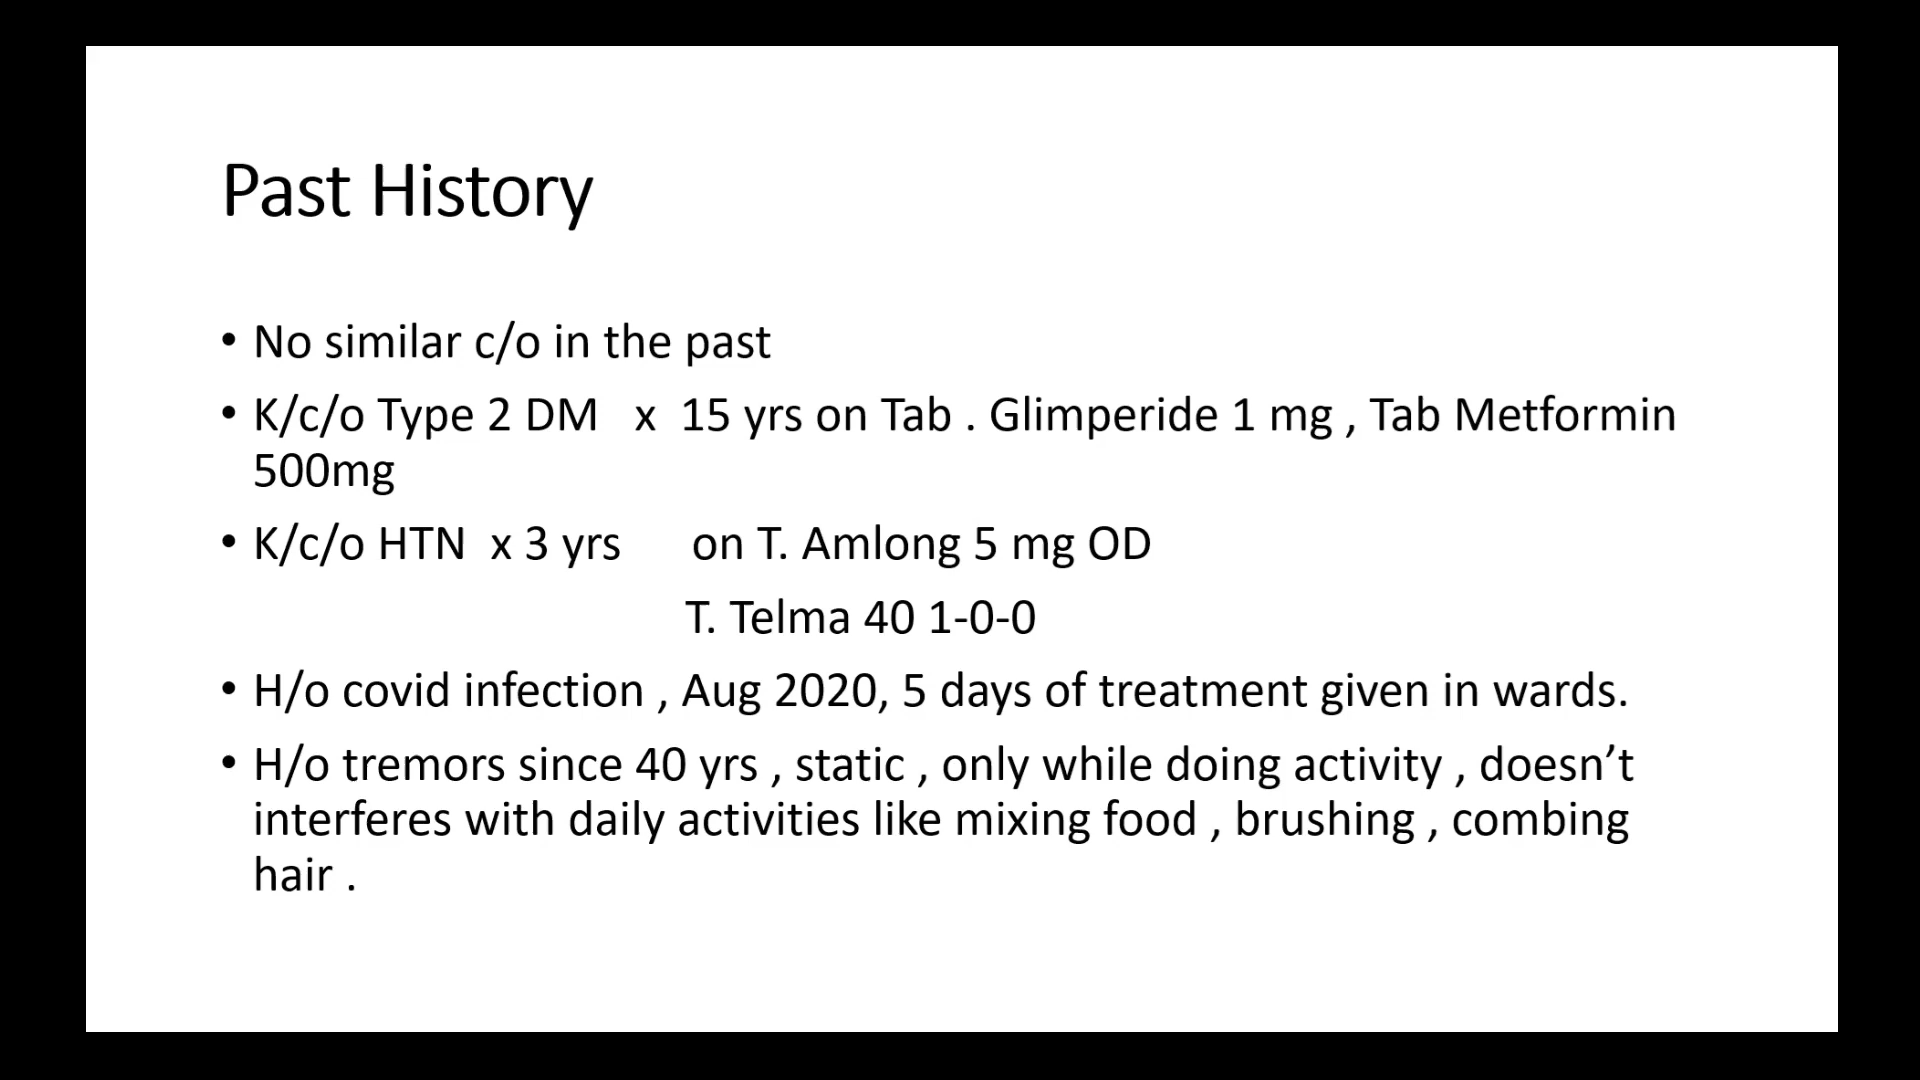 Past History
• No similar c/o in the past
• K/c/o Type 2 DM x 15 yrs on Tab . Glimperide 1 mg , Tab Metformin
500mg
• K/c/o HTN x 3 yrs on T. Amlong 5 mg OD
T. Telma 40 1-0-0
• H/o covid infection , Aug 2020, 5 days of treatment given in wards.
• H/o tremors since 40 yrs , static , only while doing activity , doesn’t
interferes with daily activities like mixing food , brushing , combing
hair .